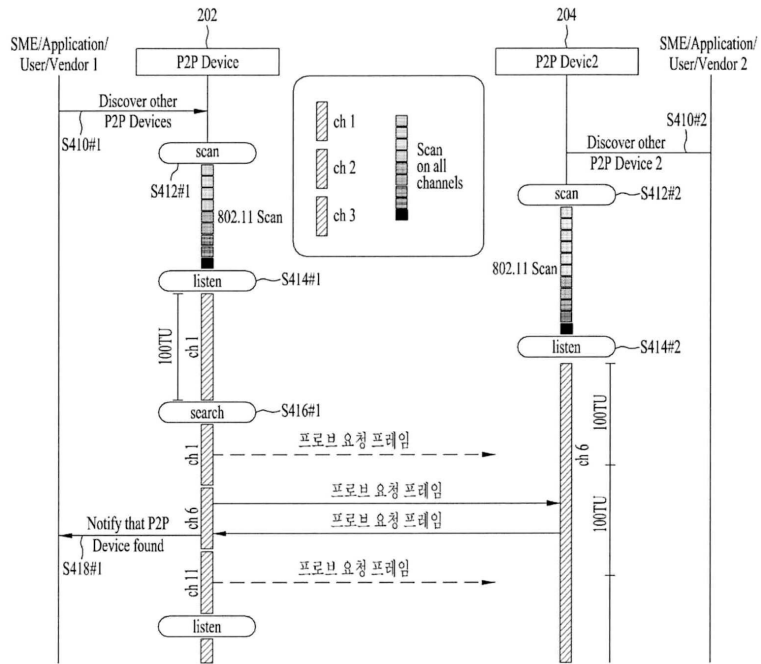 202
204
SME/Application/
User/Vendor 1
P2P Device
P2P Devic2
SME/Application/
User/Vendor 2
Discover other
P2P Devices
S410#1
ch 1
ch 2
ch 3
Scan
on all
channels
S410#2
Discover other
P2P Device 2
scan
S412#1
scan
S412#2
802.11 Scan
802.11 Scan
listen
S414#1
listen
S414#2
100TU
ch 1
search
S416#1
ch 1
프로브 요청 프레임
ch 6
100TU
프로브 요청 프레임
ch 6
프로브 요청 프레임
100TU
Notify that P2P
Device found
S418#1
ch 11
프로브 요청 프레임
listen